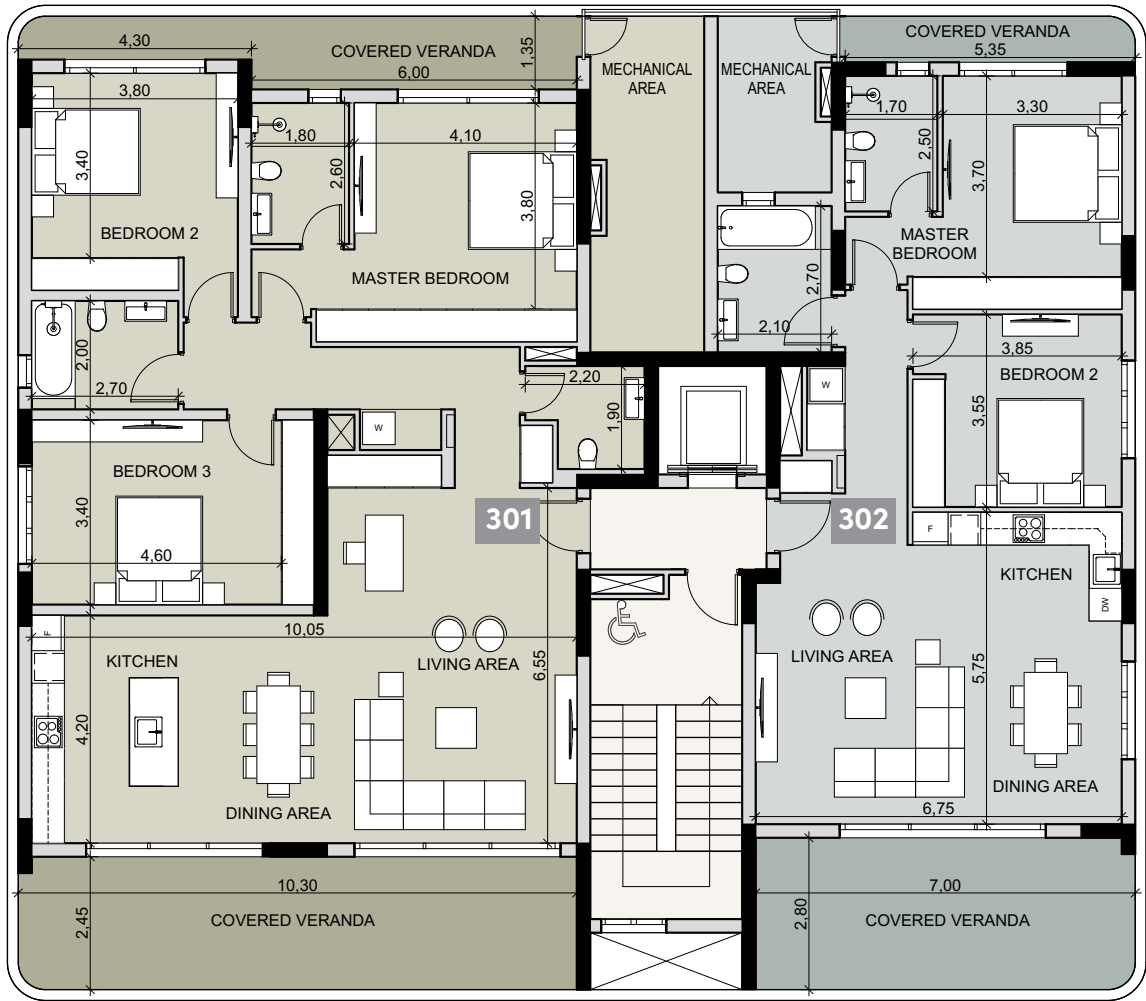 COVERED VERANDA
5,35
4,30
COVERED VERANDA
1,35
6,00
MECHANICAL
AREA
MECHANICAL
AREA
3,80
1,80
4,10
1,70
3,30
3,40
2,60
3,80
2,50
3,70
BEDROOM 2
MASTER BEDROOM
MASTER
BEDROOM
2,70
2,10
2,00
2,70
2,20
1,90
3,85
BEDROOM 2
3,55
W
W
BEDROOM 3
3,40
4,60
301
302
F
KITCHEN
DW
F
10,05
KITCHEN
LIVING AREA
6,55
LIVING AREA
5,75
4,20
DINING AREA
DINING AREA
6,75
10,30
7,00
2,45
COVERED VERANDA
2,80
COVERED VERANDA